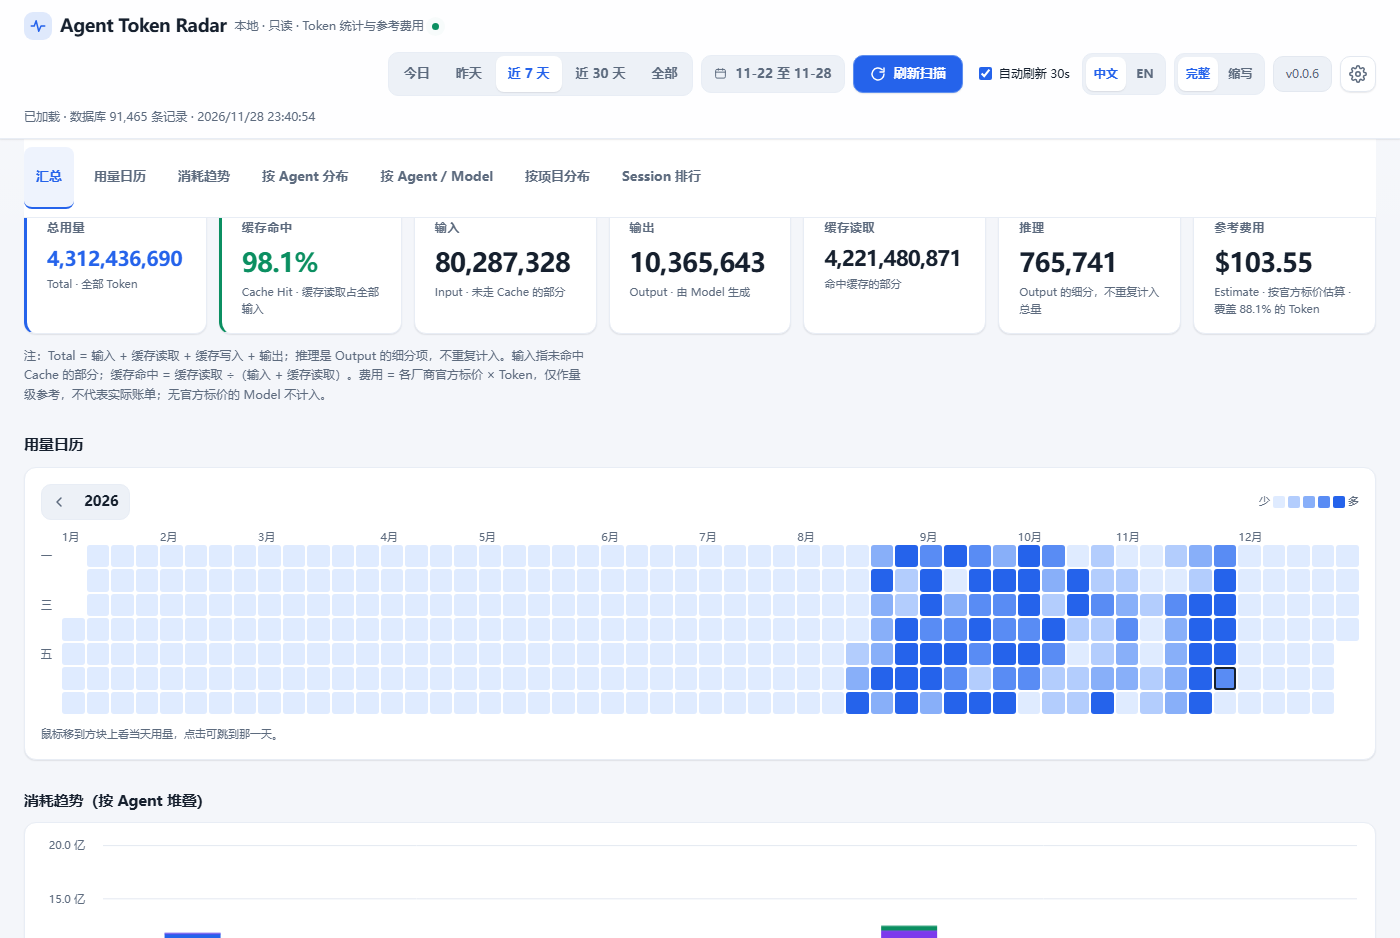 Agent Token Radar 本地 · 只读 · Token 统计与参考费用
今日 昨天 近 7 天 近 30 天 全部 11-22 至 11-28 刷新扫描 自动刷新 30s 中文 EN 完整 缩写 v0.0.6
已加载 · 数据库 91,465 条记录 · 2026/11/28 23:40:54
汇总 用量日历 消耗趋势 按 Agent 分布 按 Agent / Model 按项目分布 Session 排行
总用量
4,312,436,690
Total · 全部 Token
缓存命中
98.1%
Cache Hit · 缓存读取占全部
输入
输入
80,287,328
Input · 未走 Cache 的部分
输出
10,365,643
Output · 由 Model 生成
缓存读取
4,221,480,871
命中缓存的部分
推理
765,741
Output 的细分，不重复计入
总量
参考费用
$103.55
Estimate · 按官方标价估算 ·
覆盖 88.1% 的 Token
注：Total = 输入 + 缓存读取 + 缓存写入 + 输出；推理是 Output 的细分项，不重复计入。输入指未命中
Cache 的部分；缓存命中 = 缓存读取 ÷（输入 + 缓存读取）。费用 = 各厂商官方标价 × Token，仅作量
级参考，不代表实际账单；无官方标价的 Model 不计入。
用量日历
2026
少 多
1月 2月 3月 4月 5月 6月 7月 8月 9月 10月 11月 12月
一
三
五
鼠标移到方块上看当天用量，点击可跳到那一天。
消耗趋势（按 Agent 堆叠）
20.0 亿
15.0 亿